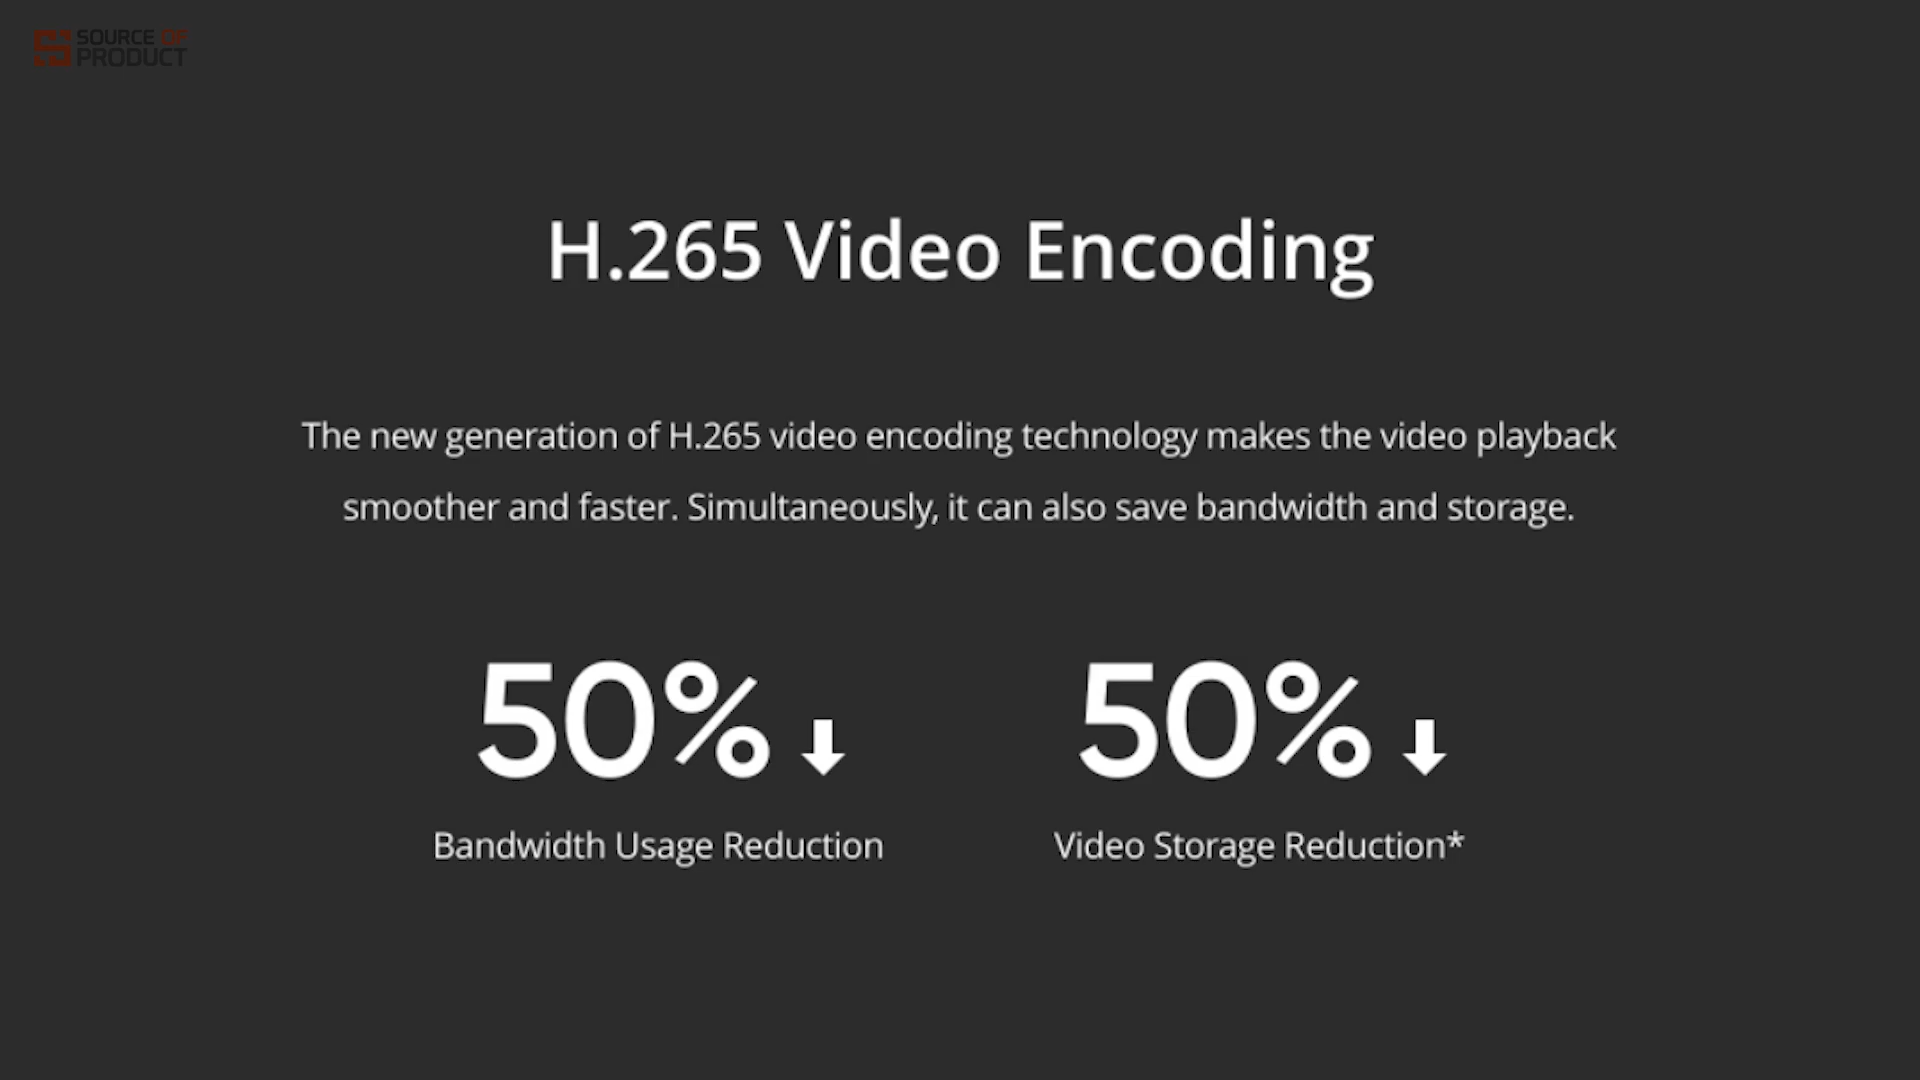 SOURCE OF
PRODUCT
H.265 Video Encoding
The new generation of H.265 video encoding technology makes the video playback
smoother and faster. Simultaneously, it can also save bandwidth and storage.
50% ⬇ 50% ⬇
Bandwidth Usage Reduction Video Storage Reduction*